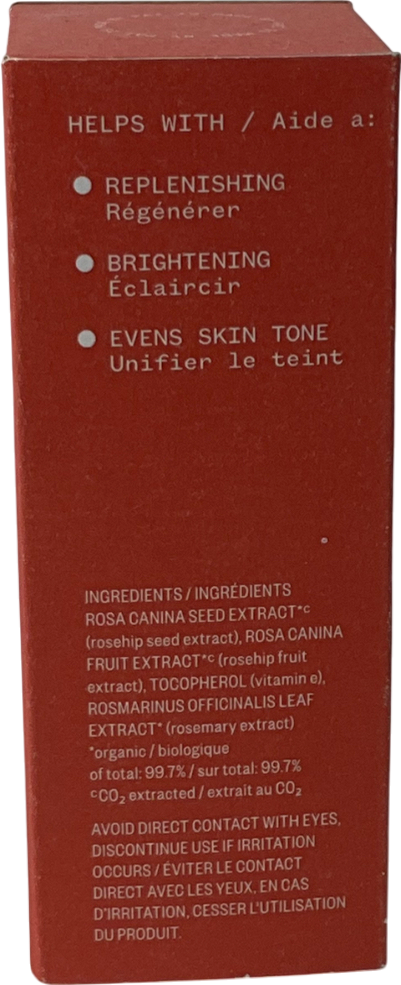 HELPS WITH / Aide a:
● REPLENISHING
Régénérer
● BRIGHTENING
Éclaircir
● EVENS SKIN TONE
Unifier le teint
INGREDIENTS / INGRÉDIENTS
ROSA CANINA SEED EXTRACT*ᶜ
(rosehip seed extract), ROSA CANINA
FRUIT EXTRACT*ᶜ (rosehip fruit
extract), TOCOPHEROL (vitamin e),
ROSMARINUS OFFICINALIS LEAF
EXTRACT* (rosemary extract)
*organic / biologique
of total: 99.7% / sur total: 99.7%
ᶜCO₂ extracted / extrait au CO₂
AVOID DIRECT CONTACT WITH EYES,
DISCONTINUE USE IF IRRITATION
OCCURS / ÉVITER LE CONTACT
DIRECT AVEC LES YEUX, EN CAS
D'IRRITATION, CESSER L'UTILISATION
DU PRODUIT.